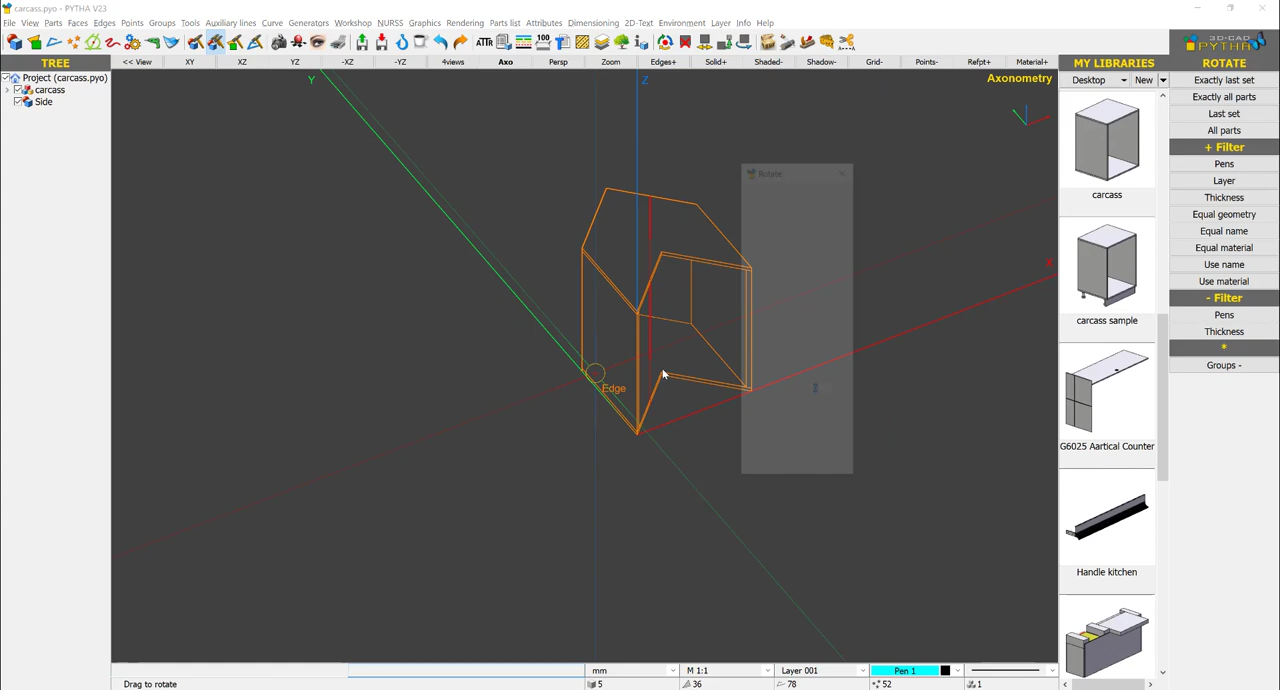 carcass.pyo - PYTHA V23
File View Parts Faces Edges Points Groups Tools Auxiliary lines Curve Generators Workshop NURSS Graphics Rendering Parts list Attributes Dimensioning 2D-Text Environment Layer Info Help
ATTR 100
3D-CAD PYTHA
TREE << View XY XZ YZ -XZ -YZ 4views Axo Persp Zoom Edges+ Solid+ Shaded- Shadow- Grid- Points- Refpt+ Material+ MY LIBRARIES ROTATE
Project (carcass.pyo)
carcass
Side
Y
Z
Axonometry
X
Rotate
Edge
Desktop New
carcass
carcass sample
G6025 Aartical Counter
Handle kitchen
Exactly last set
Exactly all parts
Last set
All parts
+ Filter
Pens
Layer
Thickness
Equal geometry
Equal name
Equal material
Use name
Use material
- Filter
Pens
Thickness
*
Groups -
mm M 1:1 Layer 001 Pen 1
Drag to rotate 5 36 78 52 1